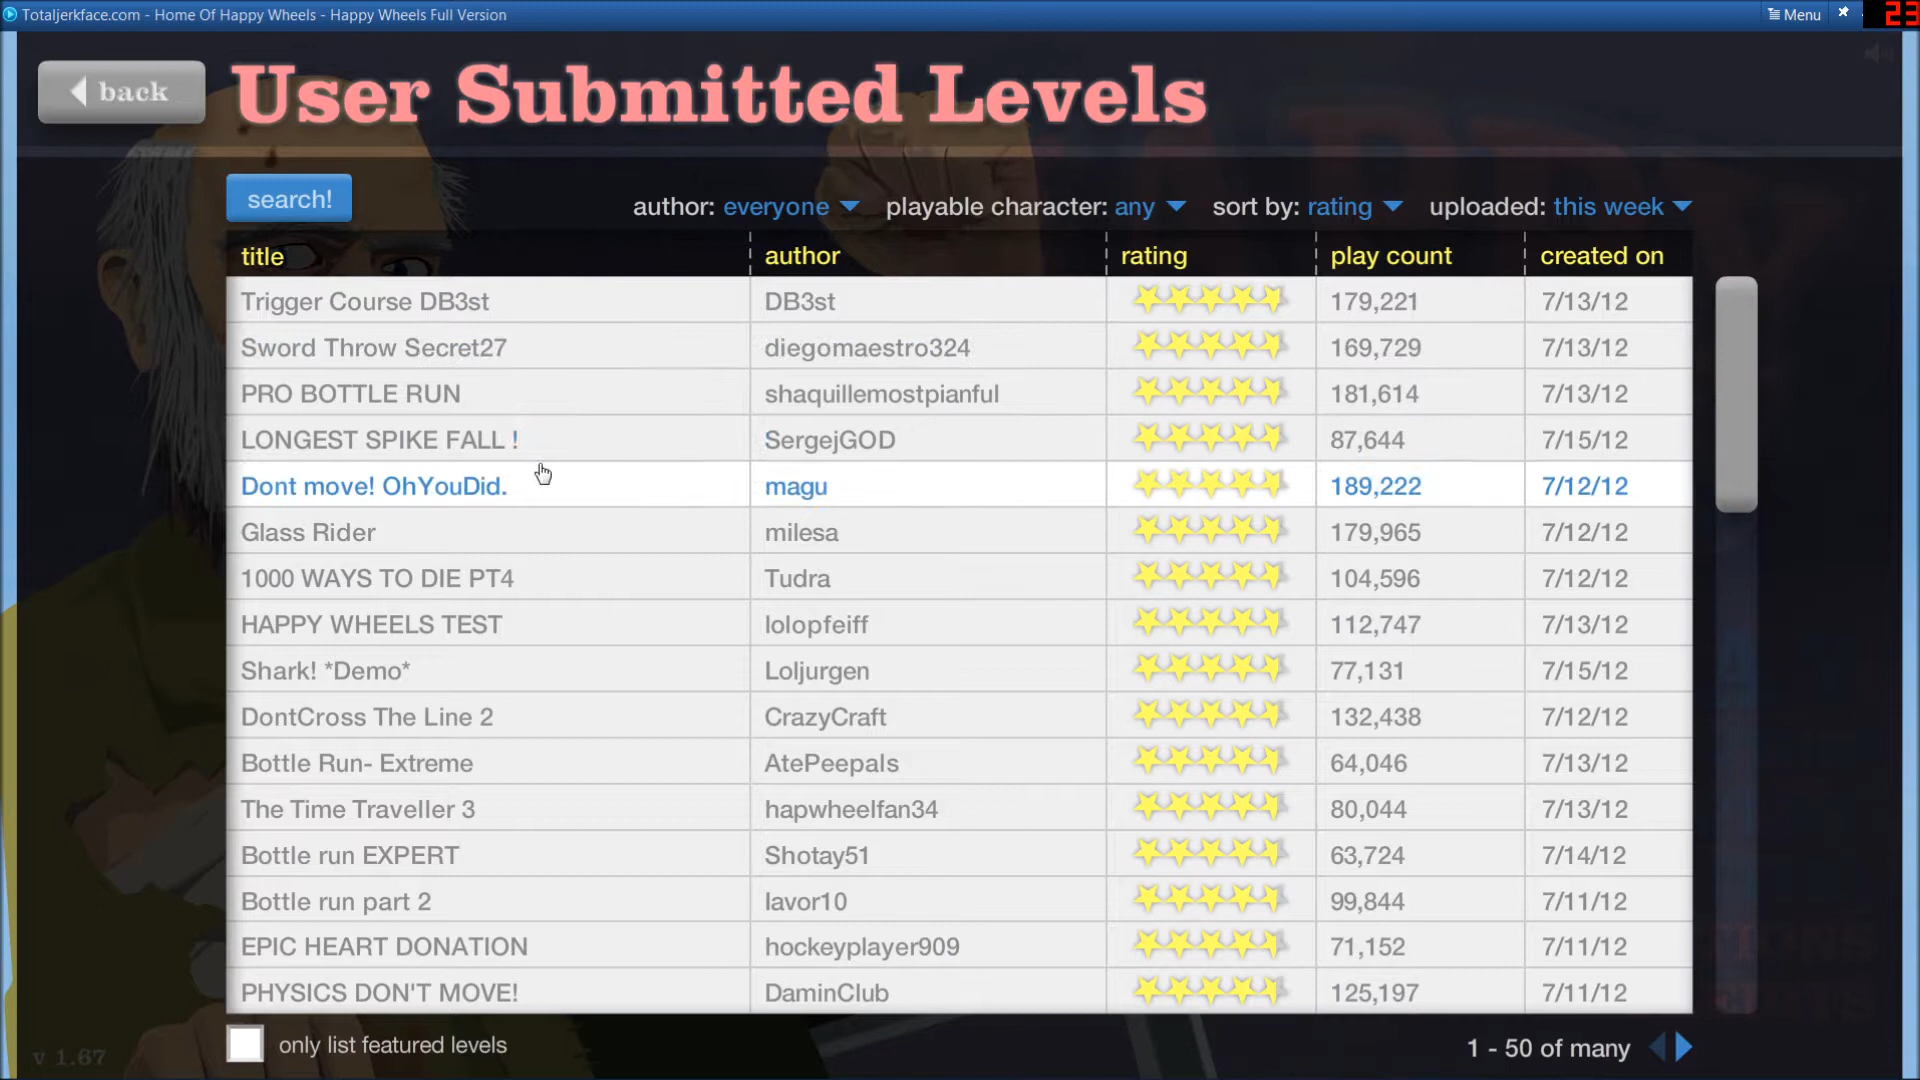 Totaljerkface.com - Home Of Happy Wheels - Happy Wheels Full Version
Menu
23
back
User Submitted Levels
search!
author: everyone playable character: any sort by: rating uploaded: this week
title author rating play count created on
Trigger Course DB3st DB3st 179,221 7/13/12
Sword Throw Secret27 diegomaestro324 169,729 7/13/12
PRO BOTTLE RUN shaquillemostpianful 181,614 7/13/12
LONGEST SPIKE FALL ! SergejGOD 87,644 7/15/12
Dont move! OhYouDid. magu 189,222 7/12/12
Glass Rider milesa 179,965 7/12/12
1000 WAYS TO DIE PT4 Tudra 104,596 7/12/12
HAPPY WHEELS TEST lolopfeiff 112,747 7/13/12
Shark! *Demo* Loljurgen 77,131 7/15/12
DontCross The Line 2 CrazyCraft 132,438 7/12/12
Bottle Run- Extreme AtePeepals 64,046 7/13/12
The Time Traveller 3 hapwheelfan34 80,044 7/13/12
Bottle run EXPERT Shotay51 63,724 7/14/12
Bottle run part 2 lavor10 99,844 7/11/12
EPIC HEART DONATION hockeyplayer909 71,152 7/11/12
PHYSICS DON'T MOVE! DaminClub 125,197 7/11/12
only list featured levels
1 - 50 of many
v 1.67